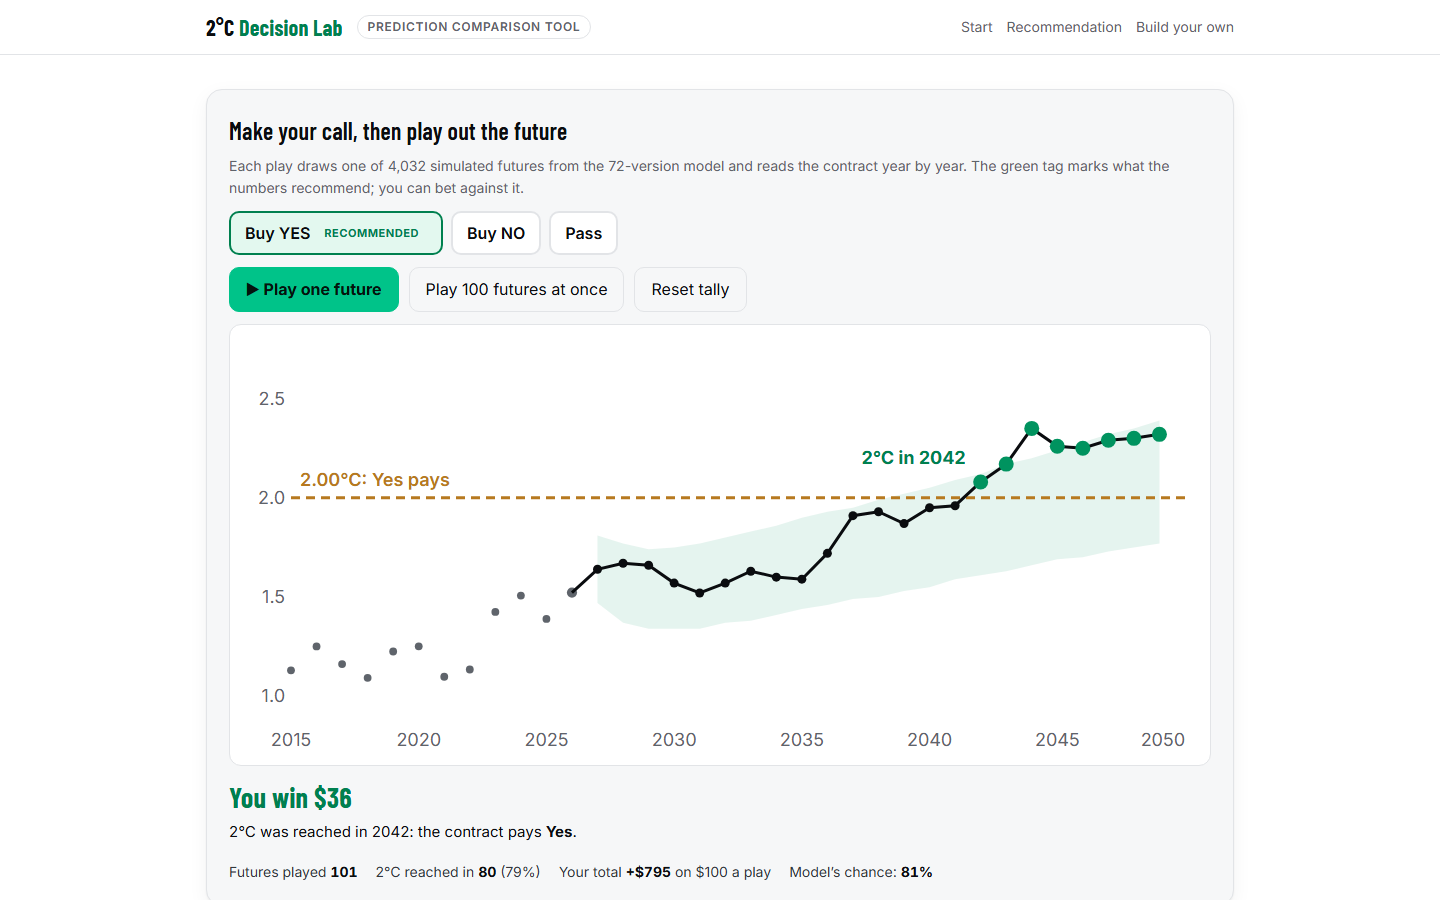 2°C Decision Lab PREDICTION COMPARISON TOOL Start Recommendation Build your own
Make your call, then play out the future
Each play draws one of 4,032 simulated futures from the 72-version model and reads the contract year by year. The green tag marks what the
numbers recommend; you can bet against it.
Buy YES RECOMMENDED Buy NO Pass
▶ Play one future Play 100 futures at once Reset tally
2.5
2°C in 2042
2.00°C: Yes pays
2.0
1.5
1.0
2015 2020 2025 2030 2035 2040 2045 2050
You win $36
2°C was reached in 2042: the contract pays Yes.
Futures played 101 2°C reached in 80 (79%) Your total +$795 on $100 a play Model’s chance: 81%